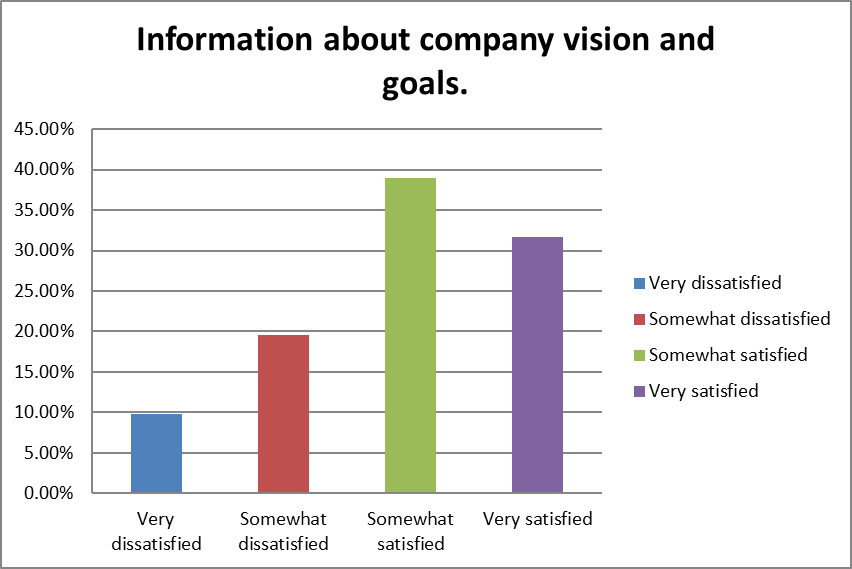 Information about company vision and
goals.
45.00%
40.00%
35.00%
30.00%
25.00%
20.00%
15.00%
10.00%
5.00%
0.00%
Very
dissatisfied
Somewhat
dissatisfied
Somewhat
satisfied
Very satisfied
Very dissatisfied
Somewhat dissatisfied
Somewhat satisfied
Very satisfied